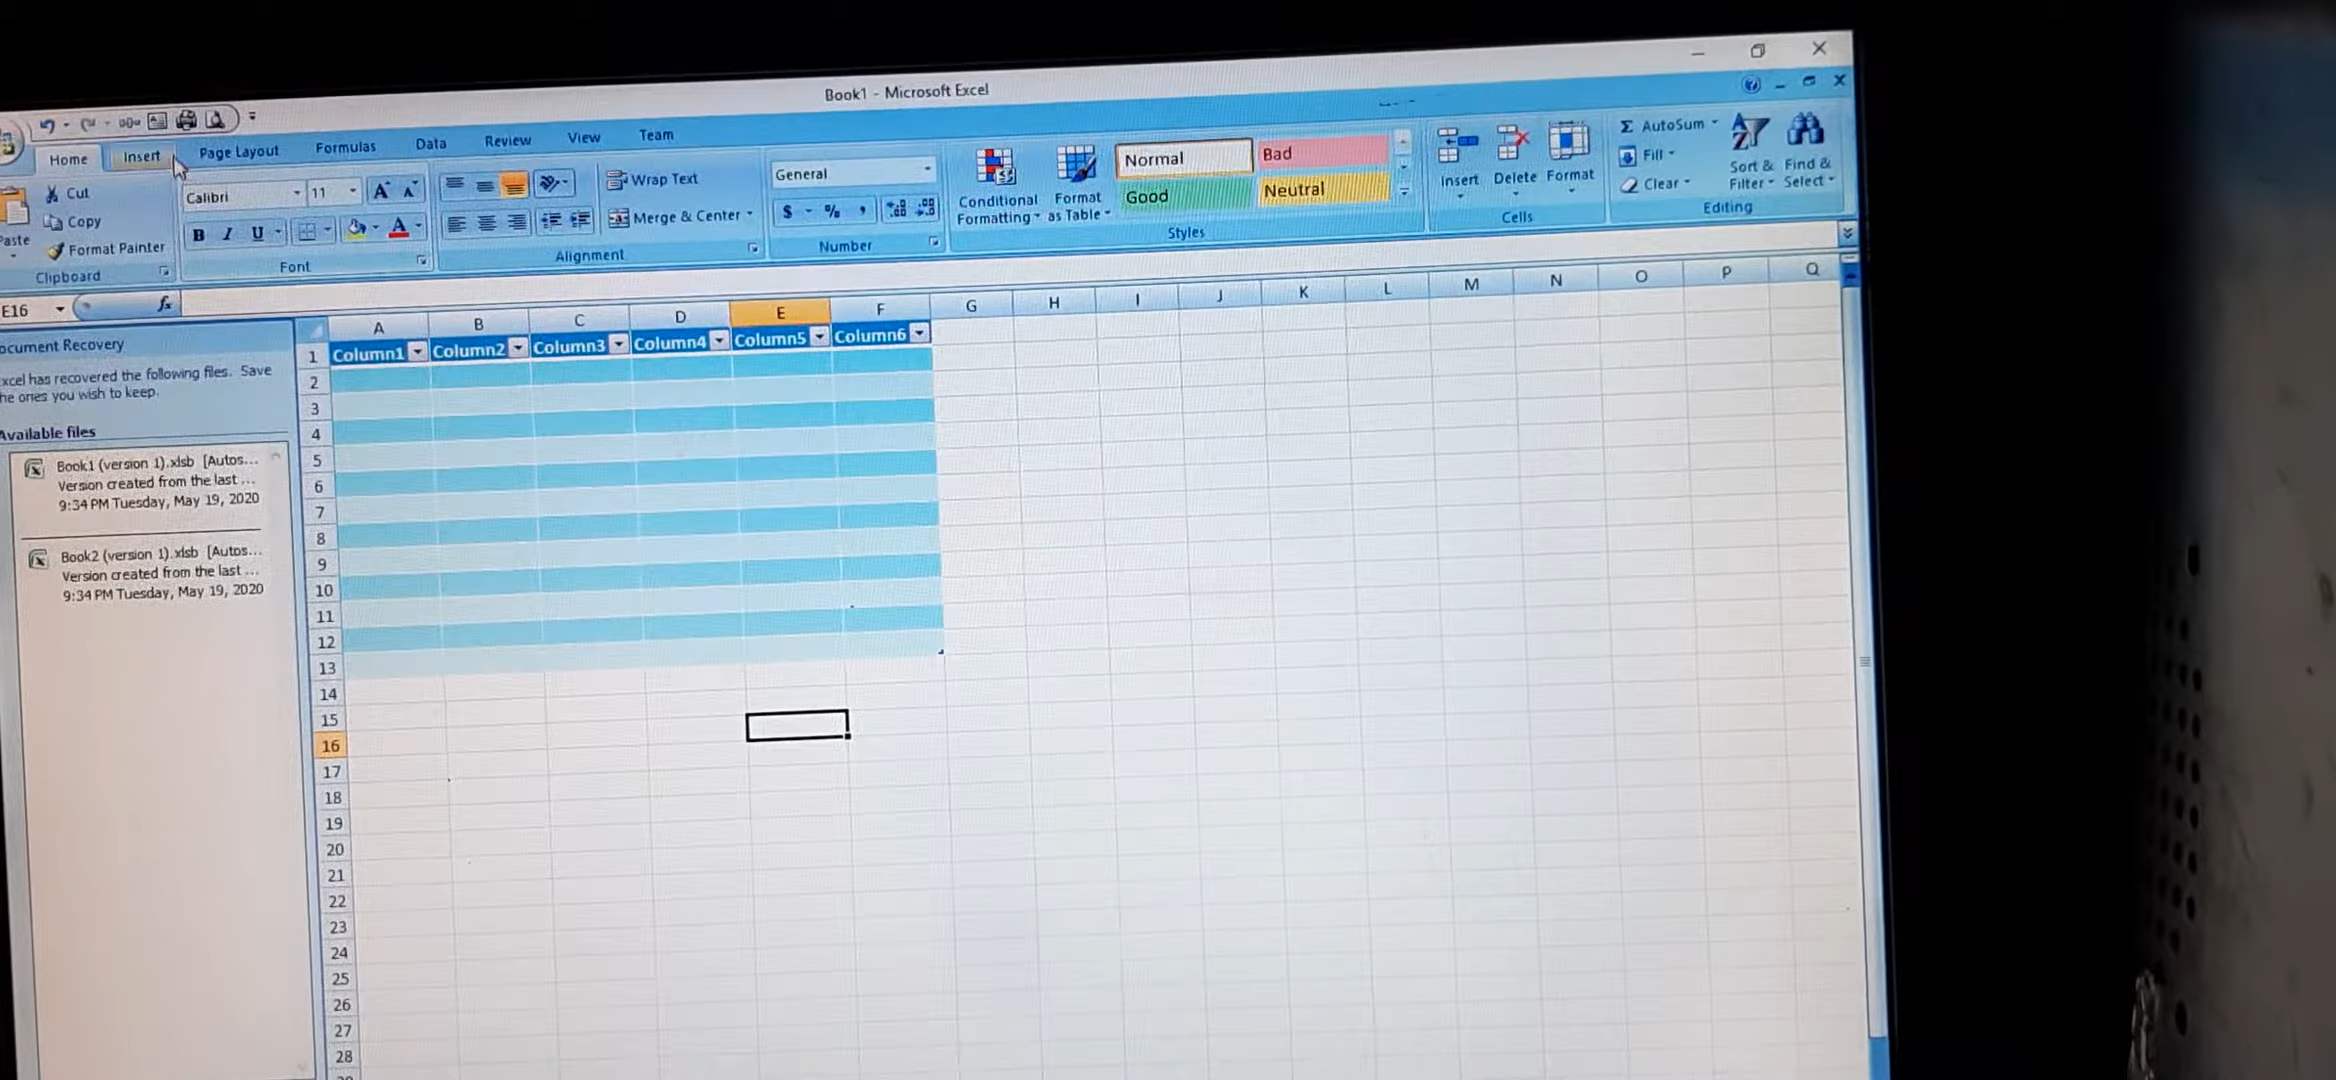 Book1 - Microsoft Excel
Home Insert Page Layout Formulas Data Review View Team
Cut
Copy
Format Painter
Clipboard
Calibri 11
B I U
Font
Wrap Text
Merge & Center
Alignment
General
$ % ,
Number
Conditional Formatting
Format as Table
Normal Bad
Good Neutral
Styles
Insert Delete Format
Cells
Σ AutoSum
Fill
Clear
Sort & Filter
Find & Select
Editing
E16 fx
ocument Recovery
xcel has recovered the following files. Save
he ones you wish to keep.
Available files
Book1 (version 1).xlsb [Autos...
Version created from the last ...
9:34 PM Tuesday, May 19, 2020
Book2 (version 1).xlsb [Autos...
Version created from the last ...
9:34 PM Tuesday, May 19, 2020
A B C D E F G H I J K L M N O P Q
1 Column1 Column2 Column3 Column4 Column5 Column6
2
3
4
5
6
7
8
9
10
11
12
13
14
15
16
17
18
19
20
21
22
23
24
25
26
27
28